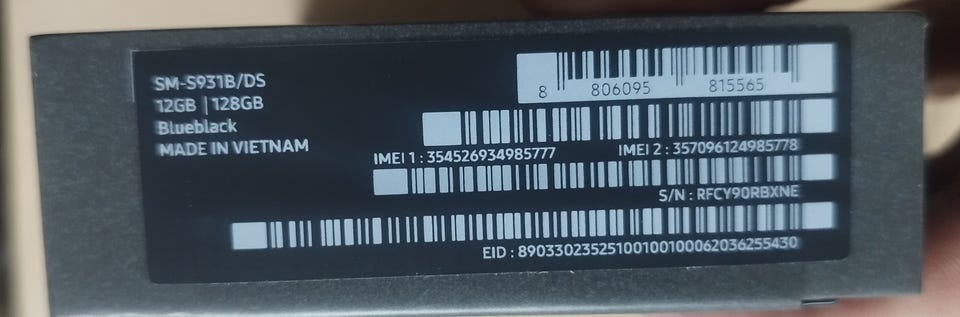 SM-S931B/DS
12GB | 128GB
Blueblack
MADE IN VIETNAM
8 806095 815565
IMEI 1 : 354526934985777
IMEI 2 : 357096124985778
S/N : RFCY90RBXNE
EID : 89033023525100100100062036255430